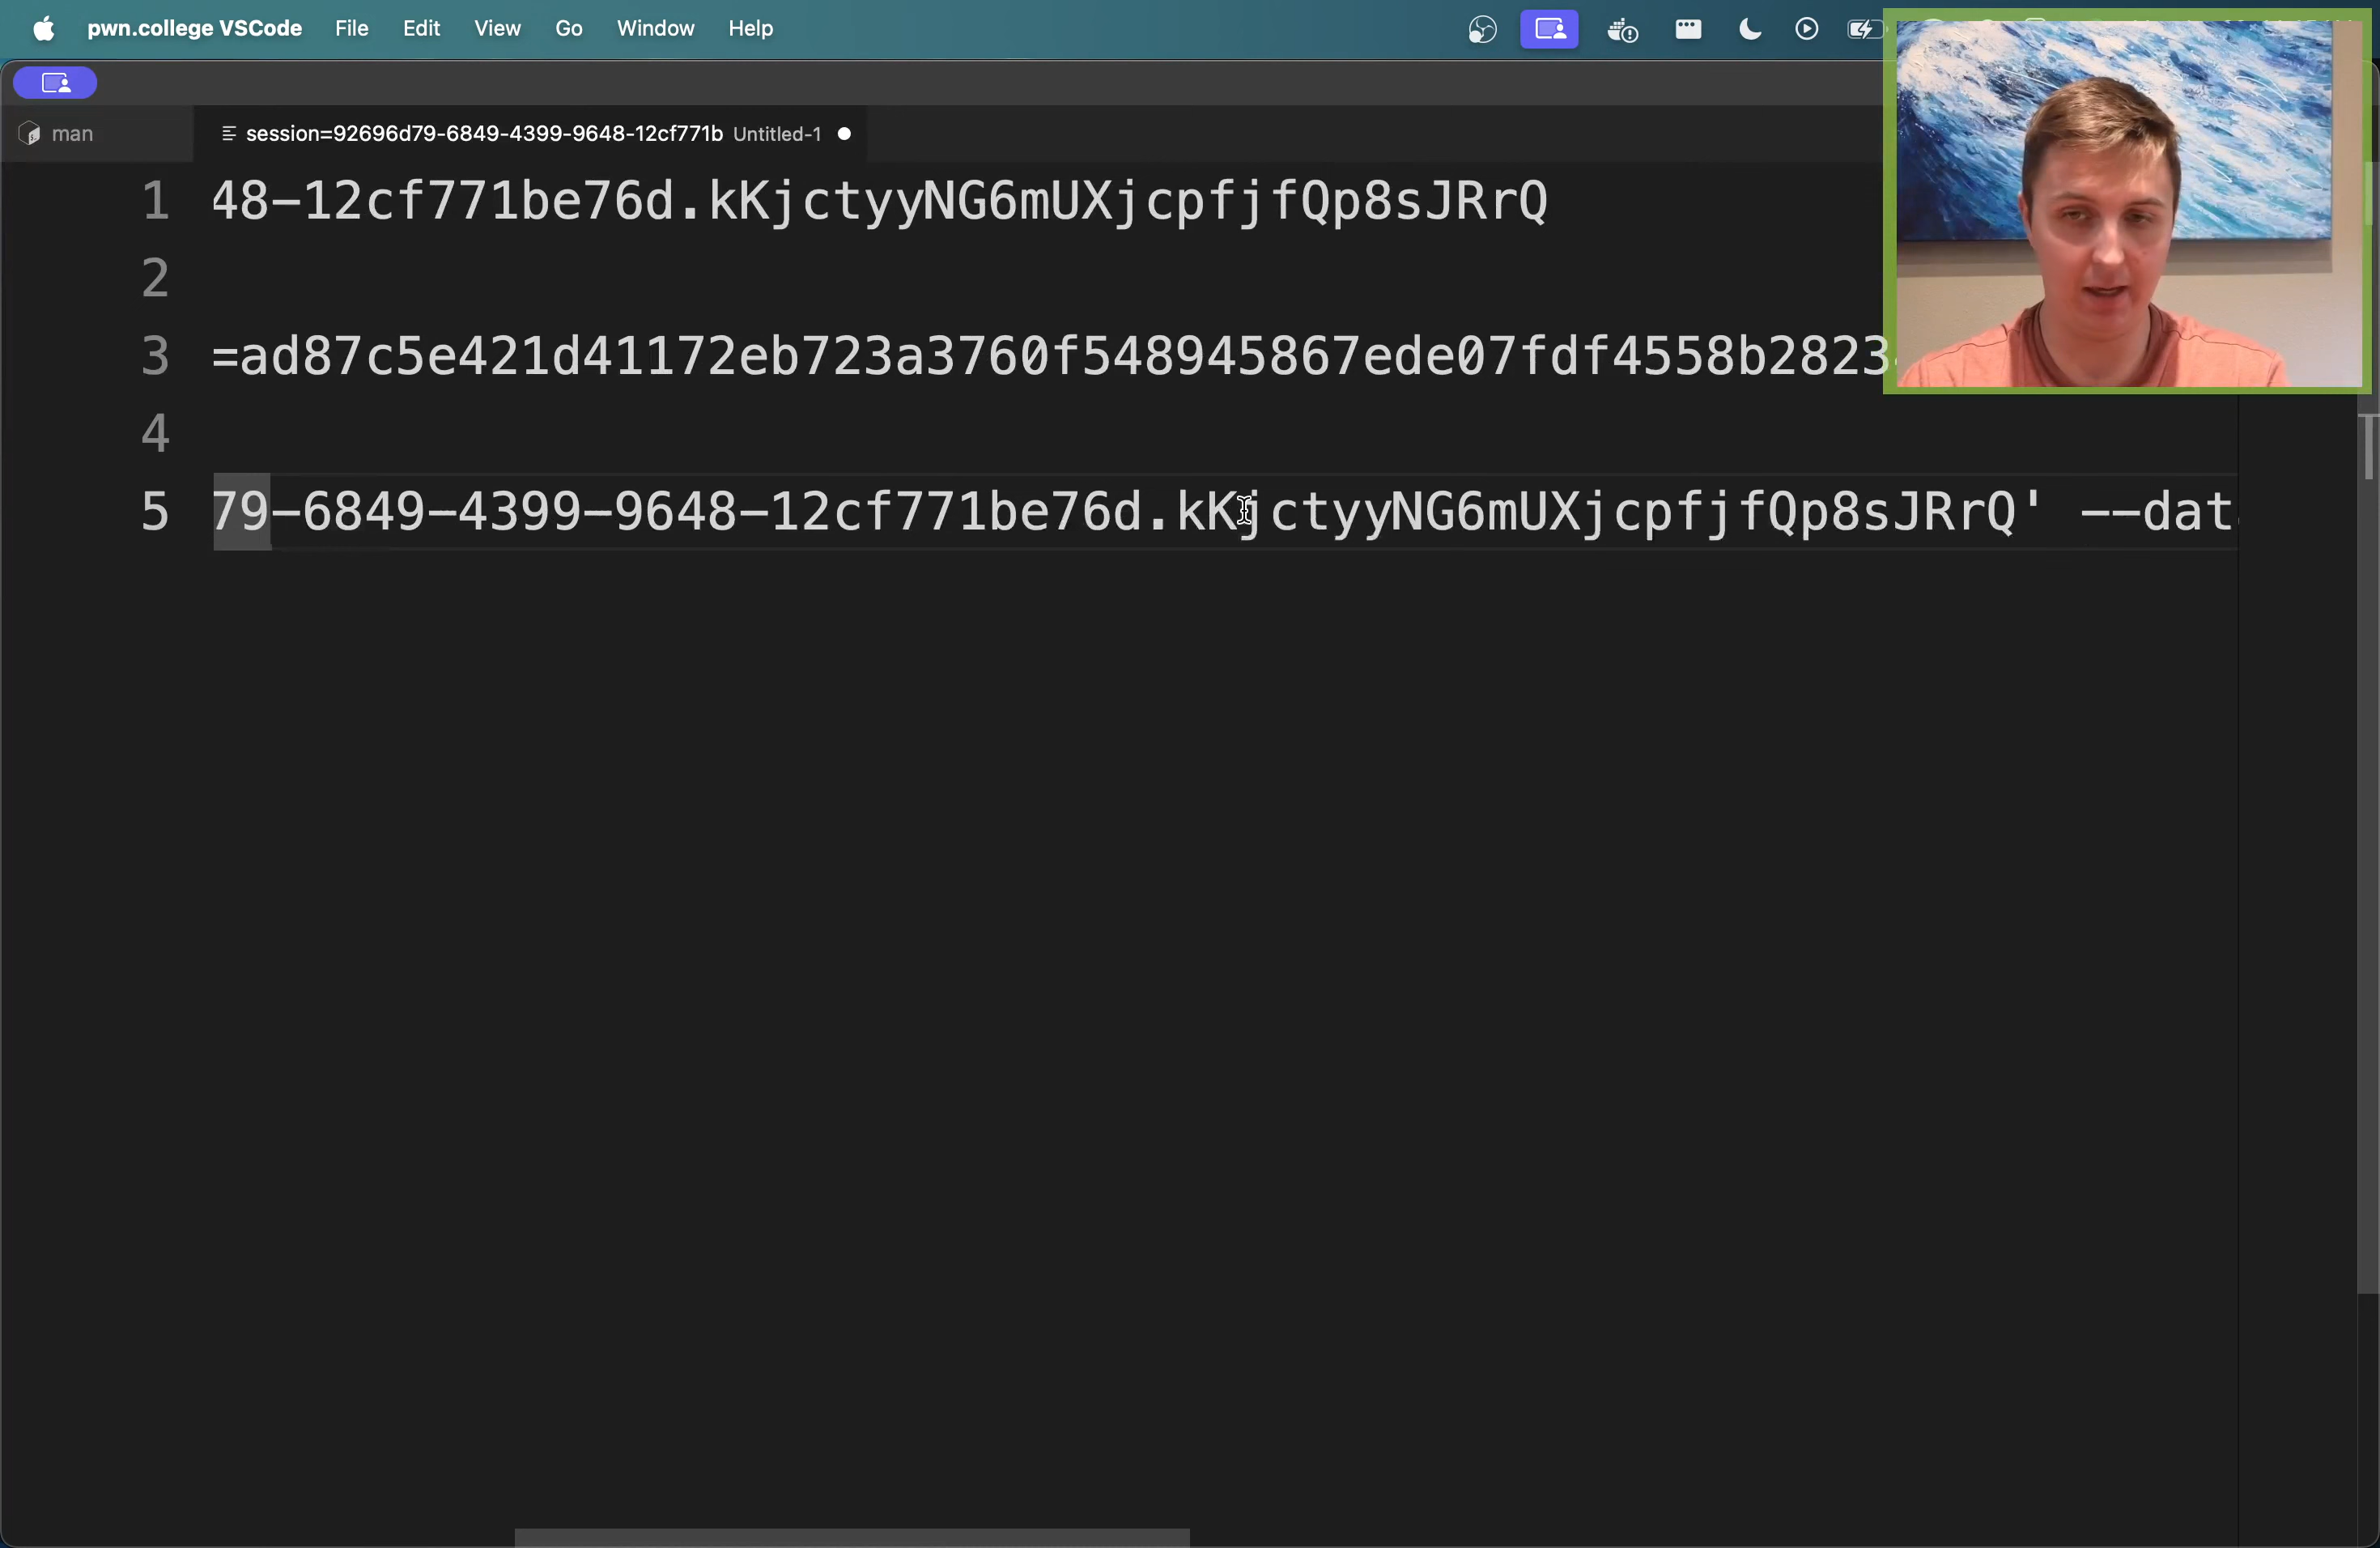 pwn.college VSCode File Edit View Go Window Help
man
session=92696d79-6849-4399-9648-12cf771b Untitled-1
1 48-12cf771be76d.kKjctyyNG6mUXjcpfjfQp8sJRrQ
2
3 =ad87c5e421d41172eb723a3760f548945867ede07fdf4558b2823
4
5 79-6849-4399-9648-12cf771be76d.kKjctyyNG6mUXjcpfjfQp8sJRrQ' --dat